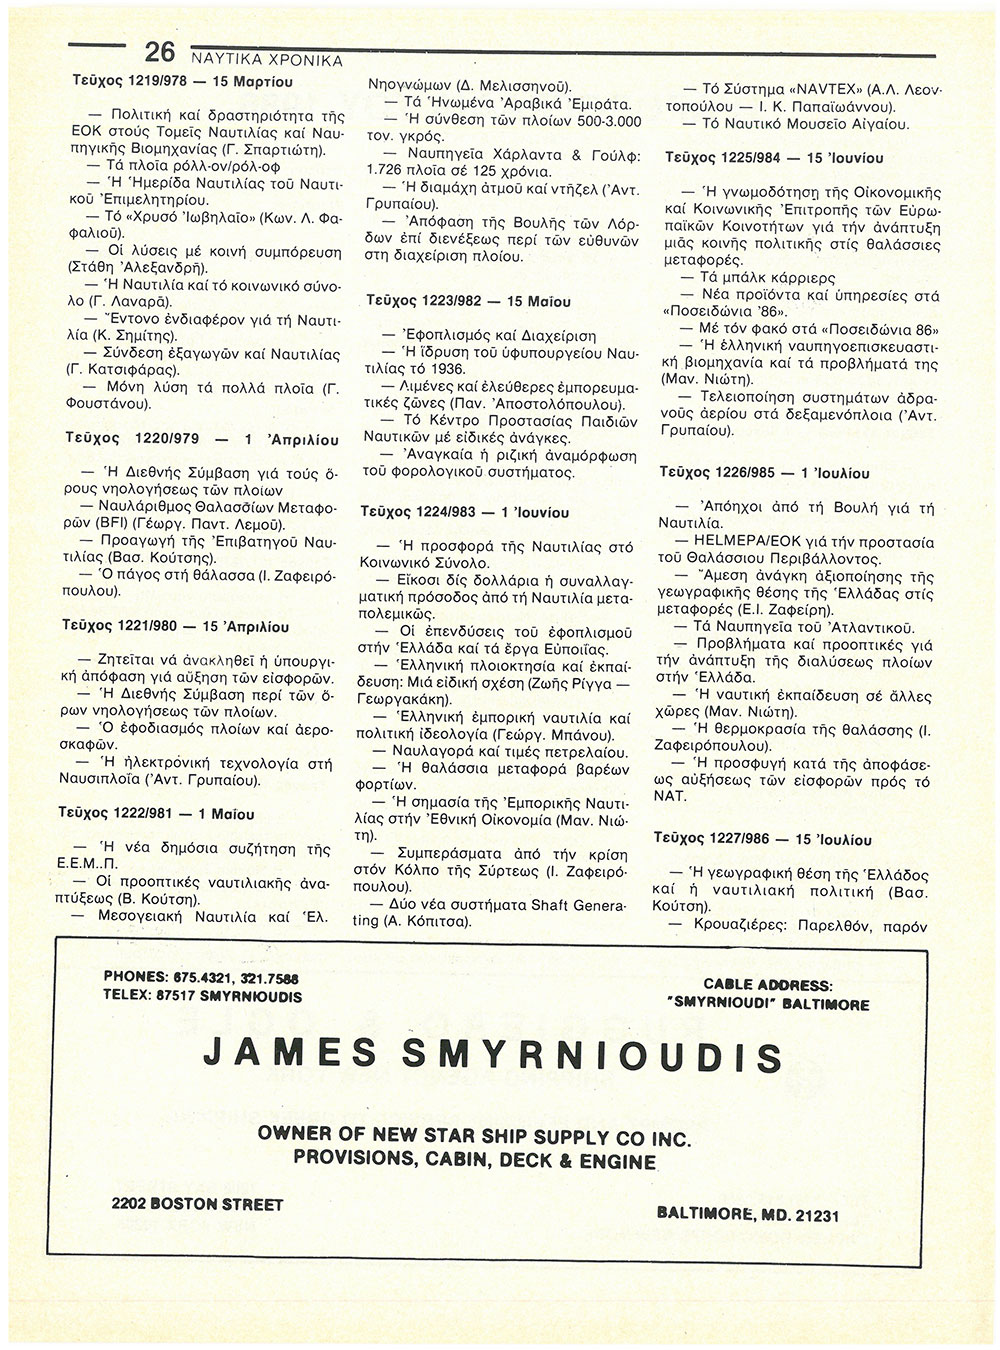 26 ΝΑΥΤΙΚΑ ΧΡΟΝΙΚΑ
Τεῦχος 1219/978 — 15 Μαρτίου
— Πολιτική καί δραστηριότητα τῆς
ΕΟΚ στούς Τομεῖς Ναυτιλίας καί Ναυ-
πηγικῆς Βιομηχανίας (Γ. Σπαρτιώτη).
— Τά πλοῖα ρόλλ-ον/ρόλ-οφ
— Ἡ Ἡμερίδα Ναυτιλίας τοῦ Ναυτι-
κοῦ Ἐπιμελητηρίου.
— Τό «Χρυσό Ἰωβηλαῖο» (Κων. Λ. Φα-
φαλιοῦ).
— Οἱ λύσεις μέ κοινή συμπόρευση
(Στάθη Ἀλεξανδρῆ).
— Ἡ Ναυτιλία καί τό κοινωνικό σύνο-
λο (Γ. Λαναρᾶ).
— Ἔντονο ἐνδιαφέρον γιά τή Ναυτι-
λία (Κ. Σημίτης).
— Σύνδεση ἐξαγωγῶν καί Ναυτιλίας
(Γ. Κατσιφάρας).
— Μόνη λύση τά πολλά πλοῖα (Γ.
Φουστάνου).
Τεῦχος 1220/979 — 1 Ἀπριλίου
— Ἡ Διεθνής Σύμβαση γιά τούς ὅ-
ρους νηολογήσεως τῶν πλοίων
— Ναυλάριθμος Θαλασσίων Μεταφο-
ρῶν (BFI) (Γέωργ. Παντ. Λεμοῦ).
— Προαγωγή τῆς Ἐπιβατηγοῦ Ναυ-
τιλίας (Βασ. Κούτσης).
— Ὁ πάγος στή θάλασσα (Ι. Ζαφειρό-
πουλου).
Τεῦχος 1221/980 — 15 Ἀπριλίου
— Ζητεῖται νά ἀνακληθεῖ ἡ ὑπουργι-
κή ἀπόφαση γιά αὔξηση τῶν εἰσφορῶν.
— Ἡ Διεθνής Σύμβαση περί τῶν ὅ-
ρων νηολογήσεως τῶν πλοίων.
— Ὁ ἐφοδιασμός πλοίων καί ἀερο-
σκαφῶν.
— Ἡ ἠλεκτρονική τεχνολογία στή
Ναυσιπλοΐα (Ἀντ. Γρυπαίου).
Τεῦχος 1222/981 — 1 Μαΐου
— Ἡ νέα δημόσια συζήτηση τῆς
Ε.Ε.Μ..Π.
— Οἱ προοπτικές ναυτιλιακῆς ἀνα-
πτύξεως (Β. Κούτση).
— Μεσογειακή Ναυτιλία καί Ἑλ.
Νηογνώμων (Δ. Μελισσηνοῦ).
— Τά Ἡνωμένα Ἀραβικά Ἐμιράτα.
— Ἡ σύνθεση τῶν πλοίων 500-3.000
τον. γκρός.
— Ναυπηγεῖα Χάρλαντα & Γούλφ:
1.726 πλοῖα σέ 125 χρόνια.
— Ἡ διαμάχη ἀτμοῦ καί ντῆζελ (Ἀντ.
Γρυπαίου).
— Ἀπόφαση τῆς Βουλῆς τῶν Λόρ-
δων ἐπί διενέξεως περί τῶν εὐθυνῶν
στη διαχείριση πλοίου.
Τεῦχος 1223/982 — 15 Μαΐου
— Ἐφοπλισμός καί Διαχείριση
— Ἡ ἵδρυση τοῦ ὑφυπουργείου Ναυ-
τιλίας τό 1936.
— Λιμένες καί ἐλεύθερες ἐμπορευμα-
τικές ζῶνες (Παν. Ἀποστολόπουλου).
— Τό Κέντρο Προστασίας Παιδιῶν
Ναυτικῶν μέ εἰδικές ἀνάγκες.
— Ἀναγκαία ἡ ριζική ἀναμόρφωση
τοῦ φορολογικοῦ συστήματος.
Τεῦχος 1224/983 — 1 Ἰουνίου
— Ἡ προσφορά τῆς Ναυτιλίας στό
Κοινωνικό Σύνολο.
— Εἴκοσι δίς δολλάρια ἡ συναλλαγ-
ματική πρόσοδος ἀπό τή Ναυτιλία μετα-
πολεμικῶς.
— Οἱ ἐπενδύσεις τοῦ ἐφοπλισμοῦ
στήν Ἑλλάδα καί τά ἔργα Εὐποιΐας.
— Ἑλληνική πλοιοκτησία καί ἐκπαί-
δευση: Μιά εἰδική σχέση (Ζωῆς Ρίγγα —
Γεωργακάκη).
— Ἑλληνική ἐμπορική ναυτιλία καί
πολιτική ἰδεολογία (Γεώργ. Μπάνου).
— Ναυλαγορά καί τιμές πετρελαίου.
— Ἡ θαλάσσια μεταφορά βαρέων
φορτίων.
— Ἡ σημασία τῆς Ἐμπορικῆς Ναυτι-
λίας στήν Ἐθνική Οἰκονομία (Μαν. Νιώ-
τη).
— Συμπεράσματα ἀπό τήν κρίση
στόν Κόλπο τῆς Σύρτεως (Ι. Ζαφειρό-
πουλου).
— Δύο νέα συστήματα Shaft Genera-
ting (Α. Κόπιτσα).
— Τό Σύστημα «NAVTEX» (Α.Λ. Λεον-
τοπούλου — Ι. Κ. Παπαϊωάννου).
— Τό Ναυτικό Μουσεῖο Αἰγαίου.
Τεῦχος 1225/984 — 15 Ἰουνίου
— Ἡ γνωμοδότηση τῆς Οἰκονομικῆς
καί Κοινωνικῆς Ἐπιτροπῆς τῶν Εὐρω-
παϊκῶν Κοινοτήτων γιά τήν ἀνάπτυξη
μιᾶς κοινῆς πολιτικῆς στίς θαλάσσιες
μεταφορές.
— Τά μπάλκ κάρριερς
— Νέα προϊόντα καί ὑπηρεσίες στά
«Ποσειδώνια '86».
— Μέ τόν φακό στά «Ποσειδώνια 86»
— Ἡ ἑλληνική ναυπηγοεπισκευαστι-
κή βιομηχανία καί τά προβλήματά της
(Μαν. Νιώτη).
— Τελειοποίηση συστημάτων ἀδρα-
νοῦς ἀερίου στά δεξαμενόπλοια (Ἀντ.
Γρυπαίου).
Τεῦχος 1226/985 — 1 Ἰουλίου
— Ἀπόηχοι ἀπό τή Βουλή γιά τή
Ναυτιλία.
— HELMEPA/ΕΟΚ γιά τήν προστασία
τοῦ Θαλάσσιου Περιβάλλοντος.
— Ἄμεση ἀνάγκη ἀξιοποίησης τῆς
γεωγραφικῆς θέσης τῆς Ἑλλάδας στίς
μεταφορές (Ε.Ι. Ζαφείρη).
— Τά Ναυπηγεῖα τοῦ Ἀτλαντικοῦ.
— Προβλήματα καί προοπτικές γιά
τήν ἀνάπτυξη τῆς διαλύσεως πλοίων
στήν Ἑλλάδα.
— Ἡ ναυτική ἐκπαίδευση σέ ἄλλες
χῶρες (Μαν. Νιώτη).
— Ἡ θερμοκρασία τῆς θαλάσσης (Ι.
Ζαφειρόπουλου).
— Ἡ προσφυγή κατά τῆς ἀποφάσε-
ως αὐξήσεως τῶν εἰσφορῶν πρός τό
ΝΑΤ.
Τεῦχος 1227/986 — 15 Ἰουλίου
— Ἡ γεωγραφική θέση τῆς Ἑλλάδος
καί ἡ ναυτιλιακή πολιτική (Βασ.
Κούτση).
— Κρουαζιέρες: Παρελθόν, παρόν
PHONES: 675.4321, 321.7588
TELEX: 87517 SMYRNIOUDIS
CABLE ADDRESS:
"SMYRNIOUDI" BALTIMORE
JAMES SMYRNIOUDIS
OWNER OF NEW STAR SHIP SUPPLY CO INC.
PROVISIONS, CABIN, DECK & ENGINE
2202 BOSTON STREET
BALTIMORE, MD. 21231